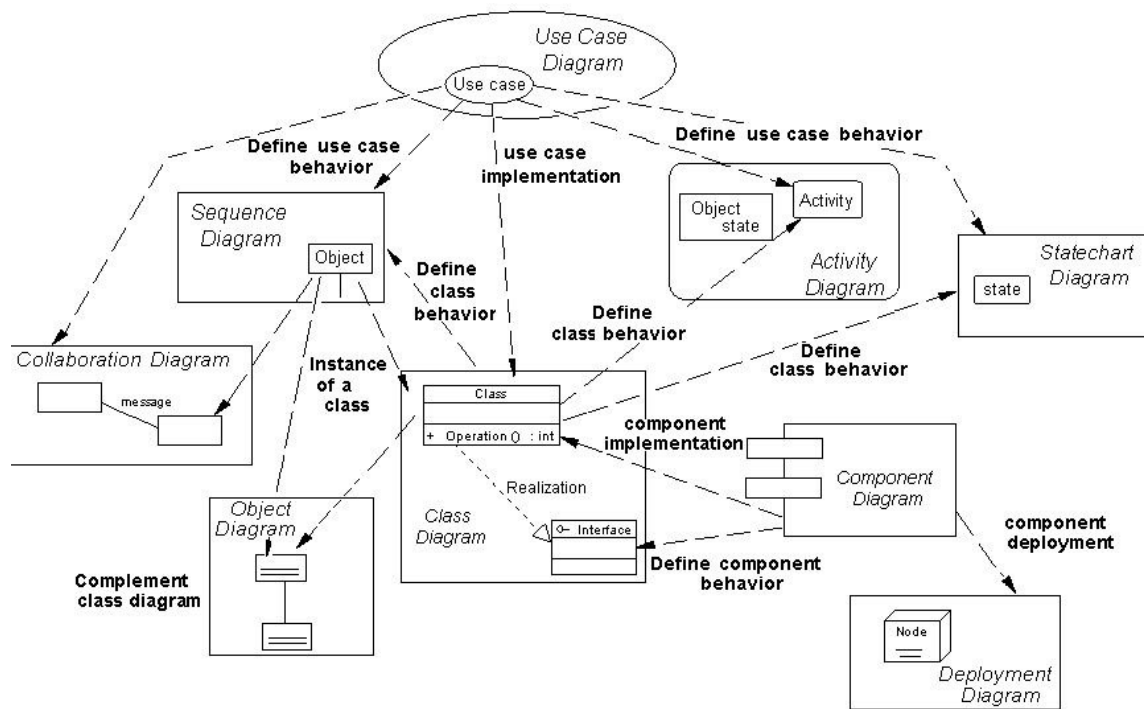 Use Case
Diagram
Use case
Define use case
behavior
use case
implementation
Define use case behavior
Sequence
Diagram
Object
Object
state
Activity
Activity
Diagram
Statechart
Diagram
state
Define
class
behavior
Define
class behavior
Define
class behavior
Collaboration Diagram
message
Instance
of a
class
Class
+ Operation () : int
Realization
Class
Diagram
Interface
component
implementation
Component
Diagram
Define component
behavior
component
deployment
Object
Diagram
Complement
class diagram
Node
Deployment
Diagram